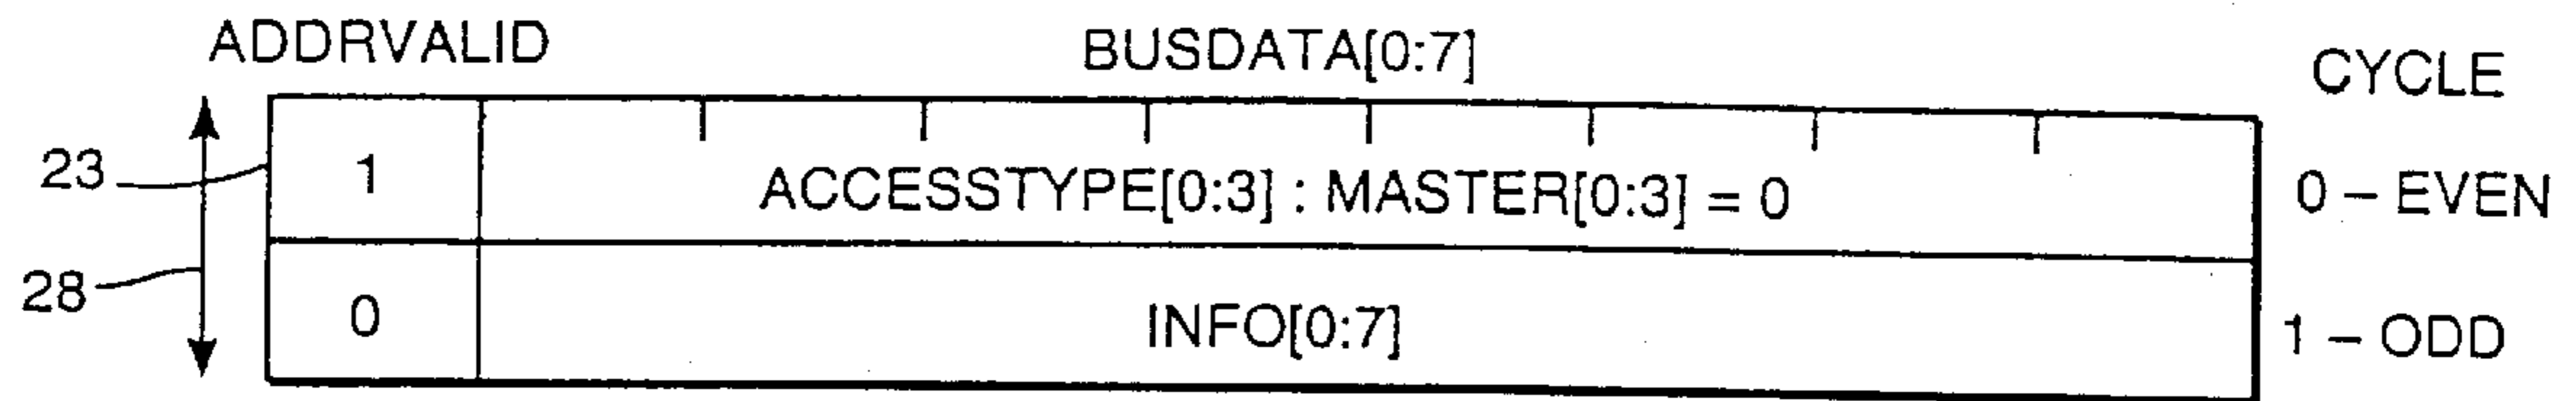 ADDRVALID BUSDATA[0:7] CYCLE
23 1 ACCESSTYPE[0:3] : MASTER[0:3] = 0 0 – EVEN
28 0 INFO[0:7] 1 – ODD